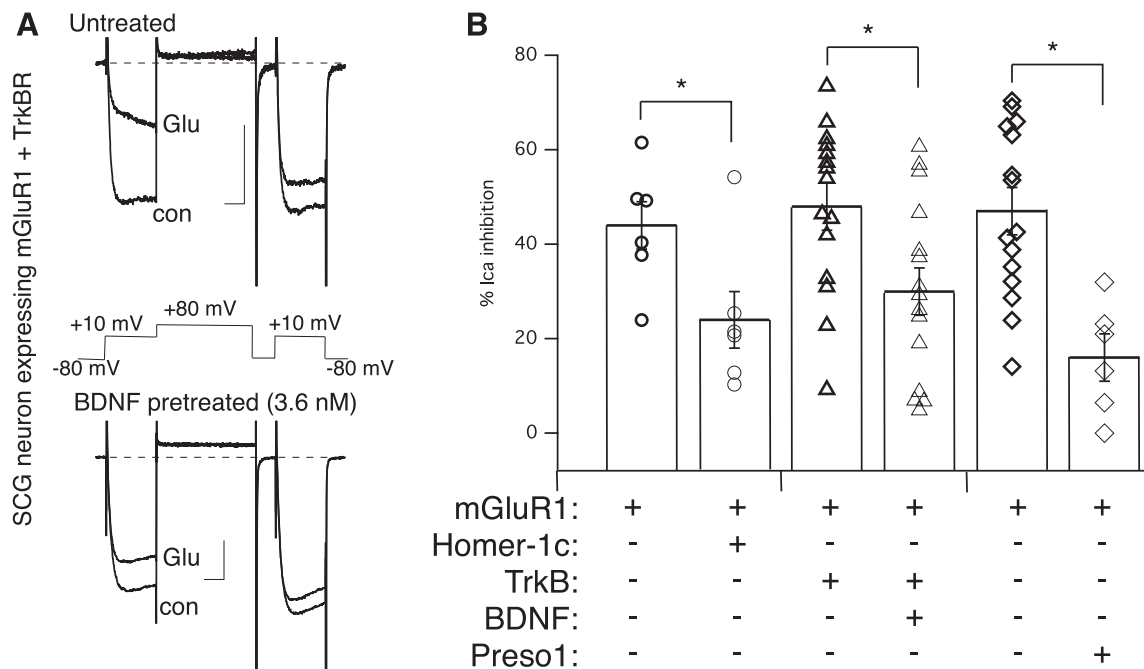 A
SCG neuron expressing mGluR1 + TrkBR
Untreated
Glu
con
+80 mV
+10 mV
+10 mV
-80 mV
-80 mV
BDNF pretreated (3.6 nM)
Glu
con
B
% Ica inhibition
80
60
40
20
0
* * *
mGluR1: + + + + + +
Homer-1c: - + - - - -
TrkB: - - + + - -
BDNF: - - - + - -
Preso1: - - - - - +